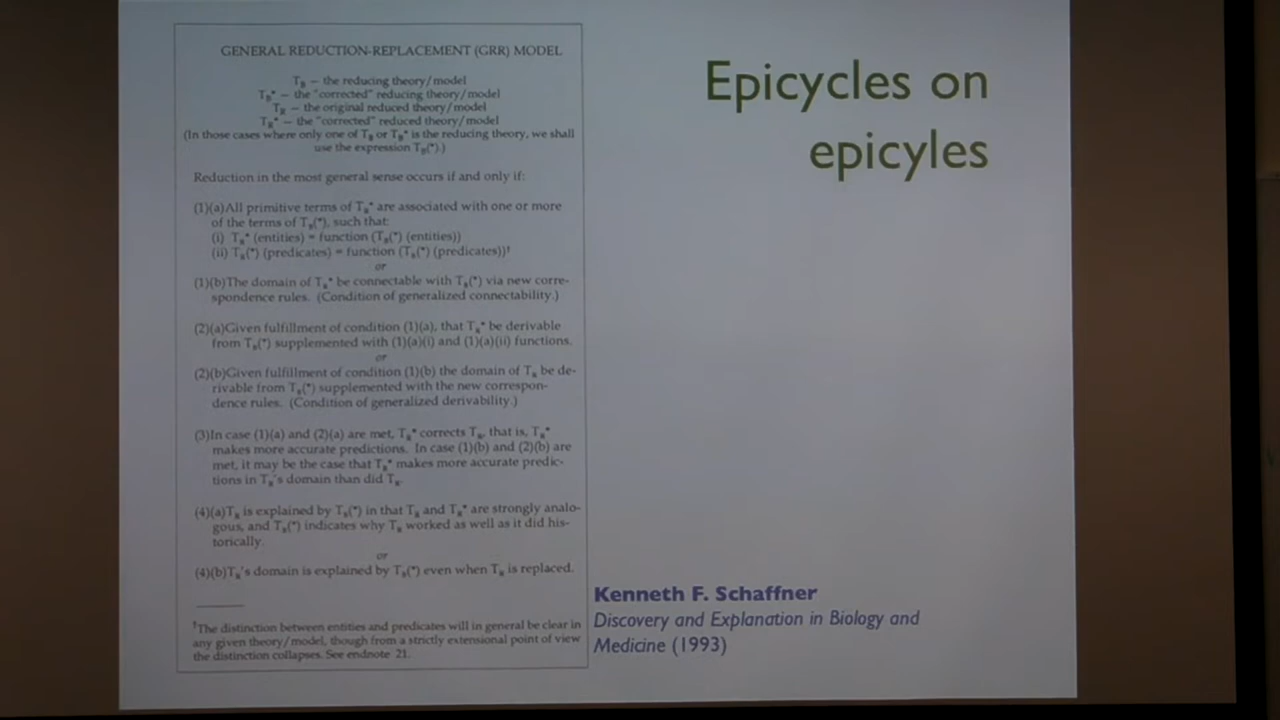 GENERAL REDUCTION-REPLACEMENT (GRR) MODEL
T_B – the reducing theory/model
T_B* – the "corrected" reducing theory/model
T_R – the original reduced theory/model
T_R* – the "corrected" reduced theory/model
(In those cases where only one of T_B or T_B* is the reducing theory, we shall
use the expression T_B(*).)
Reduction in the most general sense occurs if and only if:
(1)(a)All primitive terms of T_R* are associated with one or more
of the terms of T_B(*), such that:
(i) T_R* (entities) = function (T_B(*) (entities))
(ii) T_R(*) (predicates) = function (T_B(*) (predicates))†
or
(1)(b)The domain of T_R* be connectable with T_B(*) via new corre-
spondence rules. (Condition of generalized connectability.)
(2)(a)Given fulfillment of condition (1)(a), that T_R* be derivable
from T_B(*) supplemented with (1)(a)(i) and (1)(a)(ii) functions.
or
(2)(b)Given fulfillment of condition (1)(b) the domain of T_R be de-
rivable from T_B(*) supplemented with the new correspon-
dence rules. (Condition of generalized derivability.)
(3)In case (1)(a) and (2)(a) are met, T_R* corrects T_R, that is, T_R*
makes more accurate predictions. In case (1)(b) and (2)(b) are
met, it may be the case that T_R* makes more accurate predic-
tions in T_R's domain than did T_R.
(4)(a)T_R is explained by T_B(*) in that T_R and T_R* are strongly analo-
gous, and T_B(*) indicates why T_R worked as well as it did his-
torically.
or
(4)(b)T_R's domain is explained by T_B(*) even when T_R is replaced.
†The distinction between entities and predicates will in general be clear in
any given theory/model, though from a strictly extensional point of view
the distinction collapses. See endnote 21.
Epicycles on
epicyles
Kenneth F. Schaffner
Discovery and Explanation in Biology and
Medicine (1993)